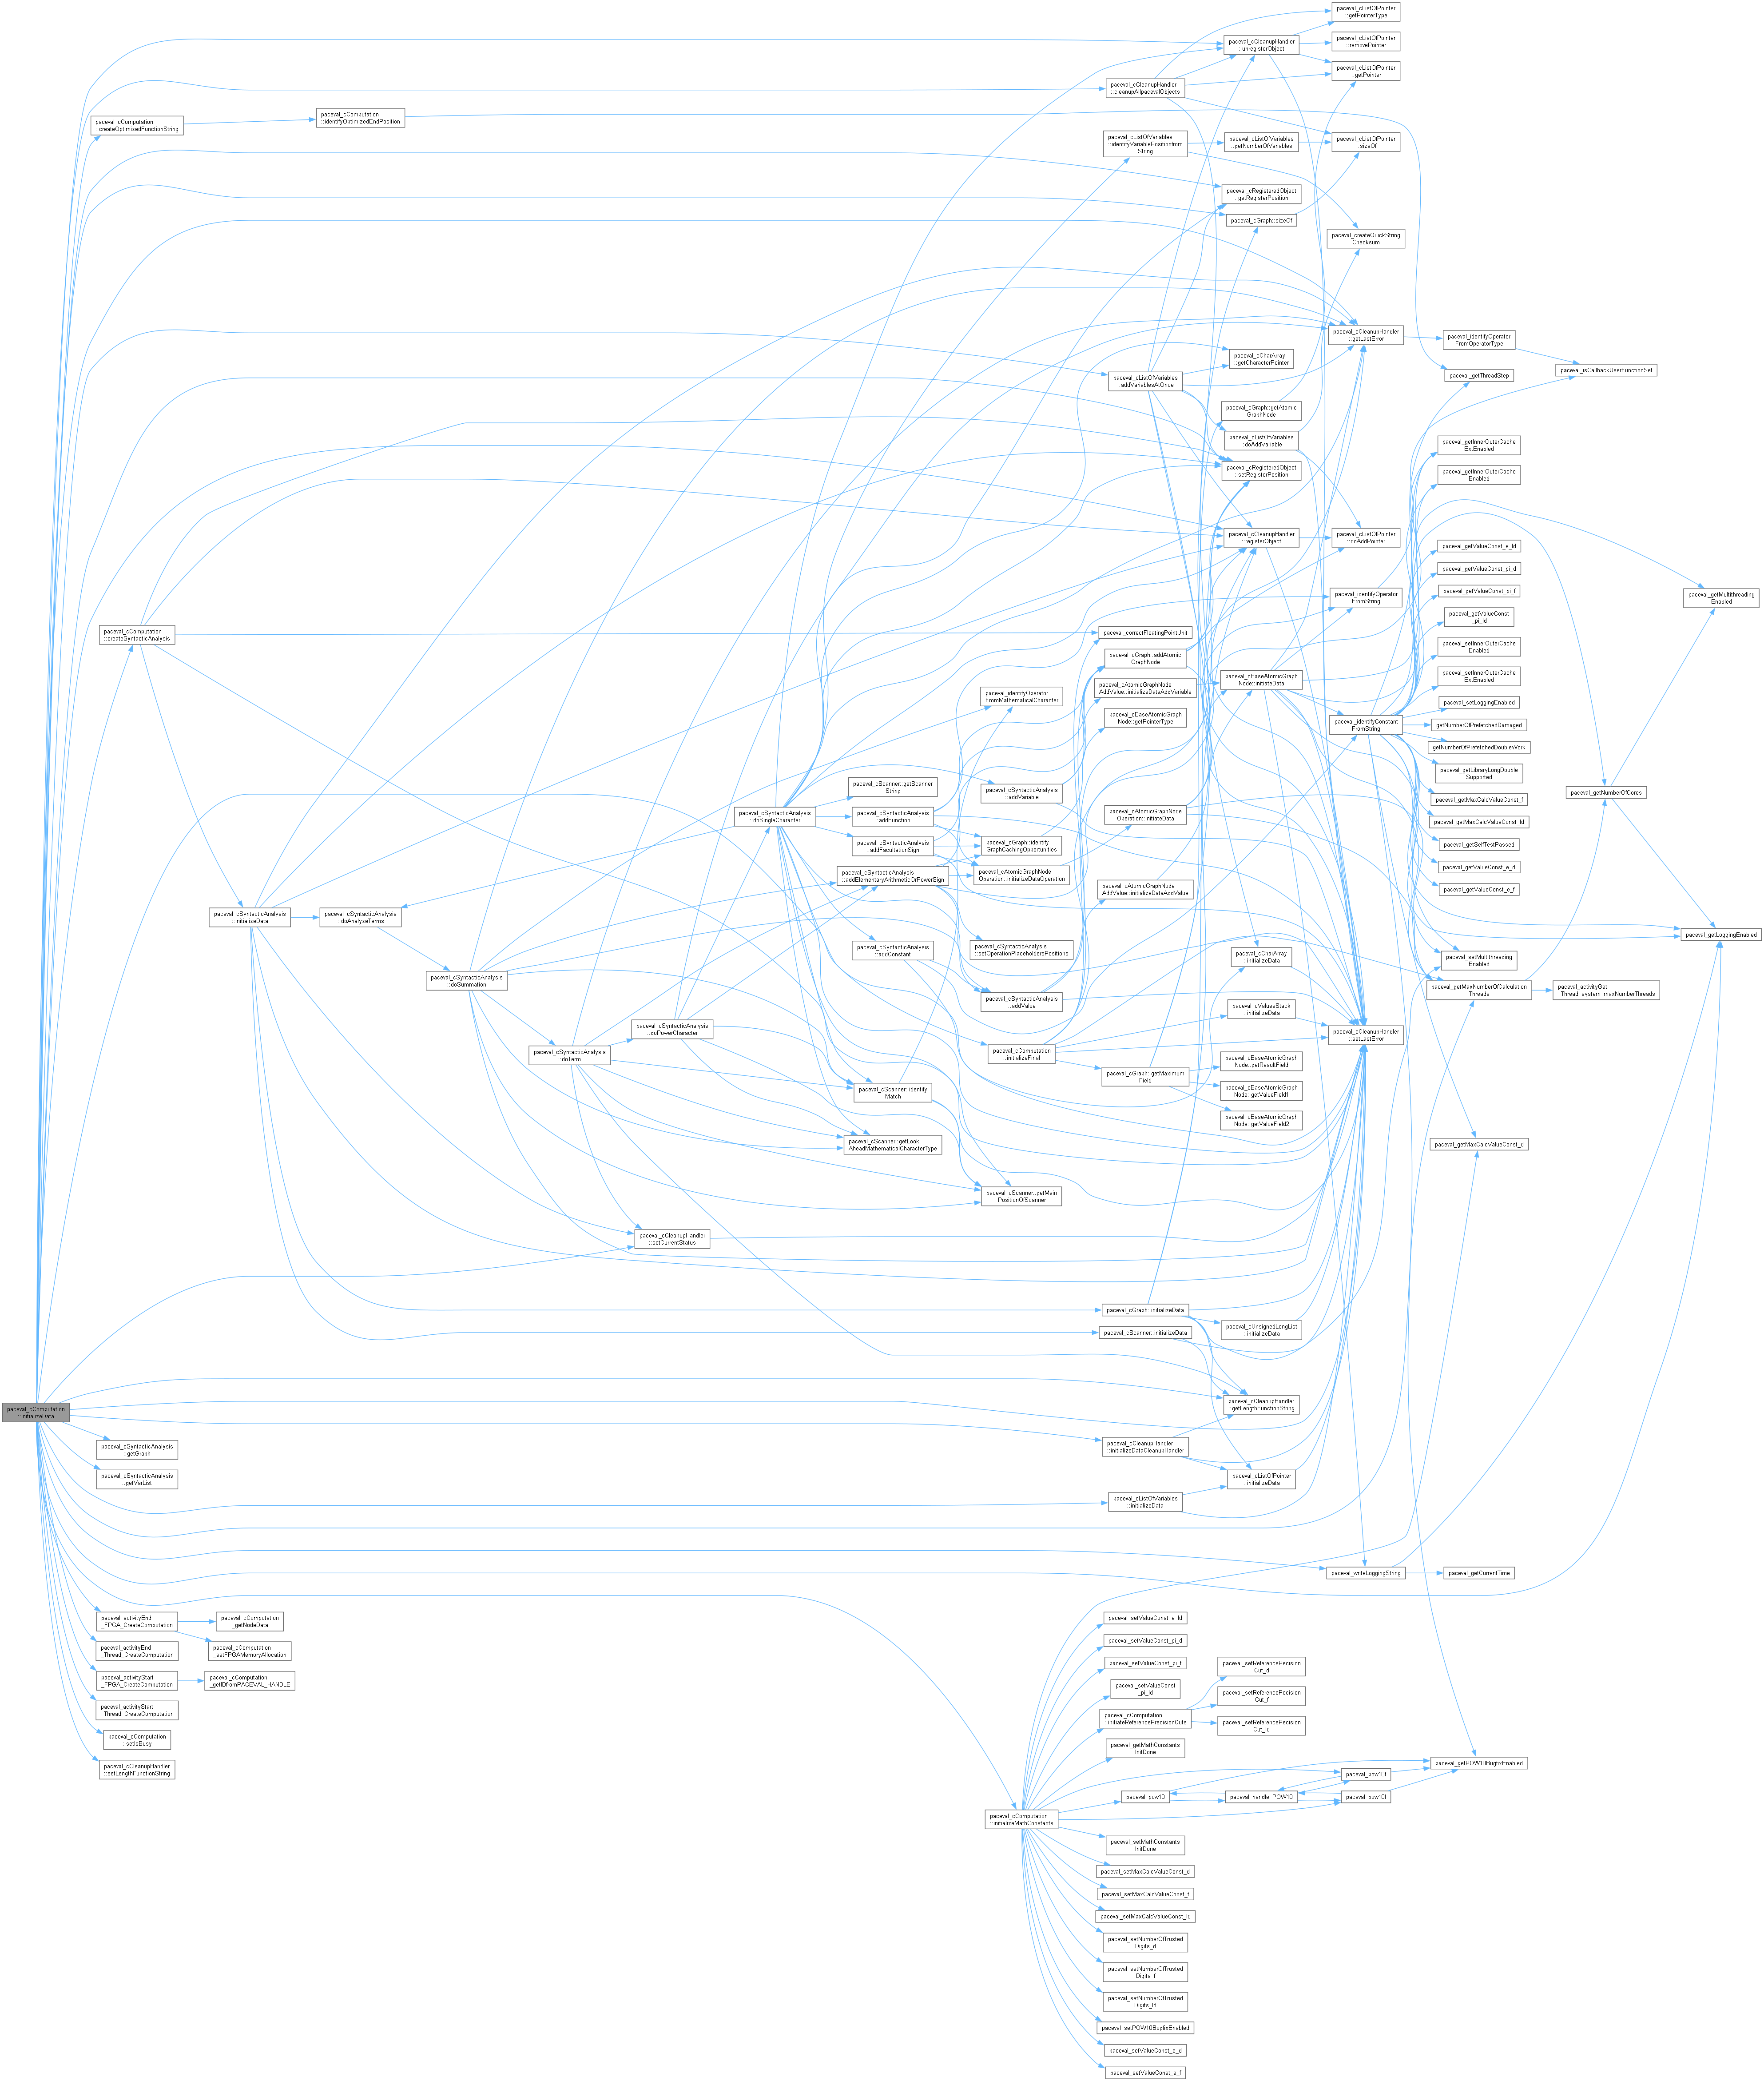 paceval_cListOfPointer
::getPointerType
paceval_cCleanupHandler
::unregisterObject
paceval_cListOfPointer
::removePointer
paceval_cListOfPointer
::getPointer
paceval_cCleanupHandler
::cleanupAllpacevalObjects
paceval_cComputation
::createOptimizedFunctionString
paceval_cComputation
::identifyOptimizedEndPosition
paceval_cListOfVariables
::identifyVariablePositionfrom
String
paceval_cListOfVariables
::getNumberOfVariables
paceval_cListOfPointer
::sizeOf
paceval_cRegisteredObject
::getRegisterPosition
paceval_cGraph::sizeOf
paceval_createQuickString
Checksum
paceval_cCleanupHandler
::getLastError
paceval_identifyOperator
FromOperatorType
paceval_isCallbackUserFunctionSet
paceval_getThreadStep
paceval_cCharArray
::getCharacterPointer
paceval_cListOfVariables
::addVariablesAtOnce
paceval_cGraph::getAtomic
GraphNode
paceval_cListOfVariables
::doAddVariable
paceval_cRegisteredObject
::setRegisterPosition
paceval_getInnerOuterCache
ExtEnabled
paceval_getInnerOuterCache
Enabled
paceval_cCleanupHandler
::registerObject
paceval_cListOfPointer
::doAddPointer
paceval_getValueConst_e_ld
paceval_getValueConst_pi_d
paceval_getValueConst_pi_f
paceval_getValueConst
_pi_ld
paceval_identifyOperator
FromString
paceval_getMultithreading
Enabled
paceval_cComputation
::createSyntacticAnalysis
paceval_correctFloatingPointUnit
paceval_setInnerOuterCache
Enabled
paceval_cGraph::addAtomic
GraphNode
paceval_cBaseAtomicGraph
Node::initiateData
paceval_setInnerOuterCache
ExtEnabled
paceval_cAtomicGraphNode
AddValue::initializeDataAddVariable
paceval_identifyOperator
FromMathematicalCharacter
paceval_setLoggingEnabled
paceval_cBaseAtomicGraph
Node::getPointerType
paceval_identifyConstant
FromString
getNumberOfPrefetchedDamaged
getNumberOfPrefetchedDoubleWork
paceval_getLibraryLongDouble
Supported
paceval_cScanner::getScanner
String
paceval_cSyntacticAnalysis
::addVariable
paceval_getNumberOfCores
paceval_getMaxCalcValueConst_f
paceval_cSyntacticAnalysis
::doSingleCharacter
paceval_cSyntacticAnalysis
::addFunction
paceval_cAtomicGraphNode
Operation::initiateData
paceval_getMaxCalcValueConst_ld
paceval_cSyntacticAnalysis
::addFacultationSign
paceval_cGraph::identify
GraphCachingOpportunities
paceval_getSelfTestPassed
paceval_cSyntacticAnalysis
::addElementaryArithmeticOrPowerSign
paceval_cAtomicGraphNode
Operation::initializeDataOperation
paceval_getValueConst_e_d
paceval_getValueConst_e_f
paceval_cAtomicGraphNode
AddValue::initializeDataAddValue
paceval_cSyntacticAnalysis
::initializeData
paceval_cSyntacticAnalysis
::doAnalyzeTerms
paceval_getLoggingEnabled
paceval_cSyntacticAnalysis
::addConstant
paceval_cSyntacticAnalysis
::setOperationPlaceholdersPositions
paceval_cCharArray
::initializeData
paceval_setMultithreading
Enabled
paceval_cSyntacticAnalysis
::doSummation
paceval_cSyntacticAnalysis
::addValue
paceval_getMaxNumberOfCalculation
Threads
paceval_activityGet
_Thread_system_maxNumberThreads
paceval_cValuesStack
::initializeData
paceval_cSyntacticAnalysis
::doPowerCharacter
paceval_cCleanupHandler
::setLastError
paceval_cSyntacticAnalysis
::doTerm
paceval_cComputation
::initializeFinal
paceval_cBaseAtomicGraph
Node::getResultField
paceval_cGraph::getMaximum
Field
paceval_cScanner::identify
Match
paceval_cBaseAtomicGraph
Node::getValueField1
paceval_cBaseAtomicGraph
Node::getValueField2
paceval_cScanner::getLook
AheadMathematicalCharacterType
paceval_getMaxCalcValueConst_d
paceval_cScanner::getMain
PositionOfScanner
paceval_cCleanupHandler
::setCurrentStatus
paceval_cGraph::initializeData
paceval_cScanner::initializeData
paceval_cUnsignedLongList
::initializeData
paceval_cComputation
::initializeData
paceval_cCleanupHandler
::getLengthFunctionString
paceval_cSyntacticAnalysis
::getGraph
paceval_cCleanupHandler
::initializeDataCleanupHandler
paceval_cSyntacticAnalysis
::getVarList
paceval_cListOfPointer
::initializeData
paceval_cListOfVariables
::initializeData
paceval_writeLoggingString
paceval_getCurrentTime
paceval_activityEnd
_FPGA_CreateComputation
paceval_cComputation
_getNodeData
paceval_setValueConst_e_ld
paceval_activityEnd
_Thread_CreateComputation
paceval_cComputation
_setFPGAMemoryAllocation
paceval_setValueConst_pi_d
paceval_setValueConst_pi_f
paceval_activityStart
_FPGA_CreateComputation
paceval_cComputation
_getIDfromPACEVAL_HANDLE
paceval_setValueConst
_pi_ld
paceval_setReferencePecision
Cut_d
paceval_setReferencePecision
Cut_f
paceval_activityStart
_Thread_CreateComputation
paceval_cComputation
::initiateReferencePrecisionCuts
paceval_setReferencePecision
Cut_ld
paceval_cComputation
::setIsBusy
paceval_getMathConstants
InitDone
paceval_cCleanupHandler
::setLengthFunctionString
paceval_getPOW10BugfixEnabled
paceval_pow10f
paceval_pow10
paceval_handle_POW10
paceval_pow10l
paceval_cComputation
::initializeMathConstants
paceval_setMathConstants
InitDone
paceval_setMaxCalcValueConst_d
paceval_setMaxCalcValueConst_f
paceval_setMaxCalcValueConst_ld
paceval_setNumberOfTrusted
Digits_d
paceval_setNumberOfTrusted
Digits_f
paceval_setNumberOfTrusted
Digits_ld
paceval_setPOW10BugfixEnabled
paceval_setValueConst_e_d
paceval_setValueConst_e_f